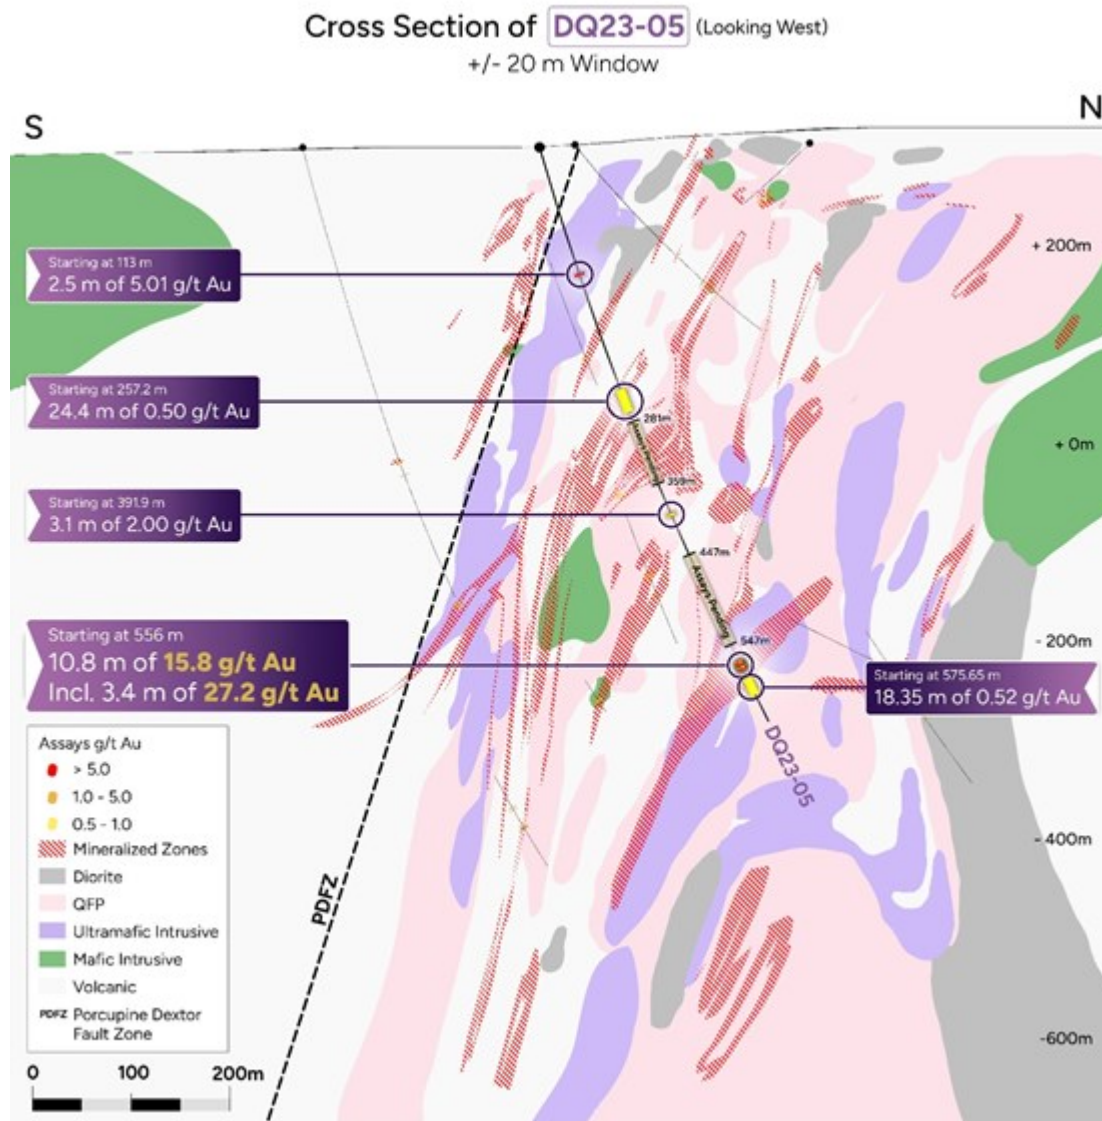 Cross Section of DQ23-05 (Looking West)
+/- 20 m Window
S
N
Starting at 113 m
2.5 m of 5.01 g/t Au
+ 200m
Starting at 257.2 m
24.4 m of 0.50 g/t Au
281m
Assays Pending
359m
+ 0m
Starting at 391.9 m
3.1 m of 2.00 g/t Au
447m
Assays Pending
547m
- 200m
Starting at 556 m
10.8 m of 15.8 g/t Au
Incl. 3.4 m of 27.2 g/t Au
Starting at 575.65 m
18.35 m of 0.52 g/t Au
DQ23-05
- 400m
PDFZ
-600m
Assays g/t Au
> 5.0
1.0 - 5.0
0.5 - 1.0
Mineralized Zones
Diorite
QFP
Ultramafic Intrusive
Mafic Intrusive
Volcanic
PDFZ Porcupine Dextor
Fault Zone
0 100 200m